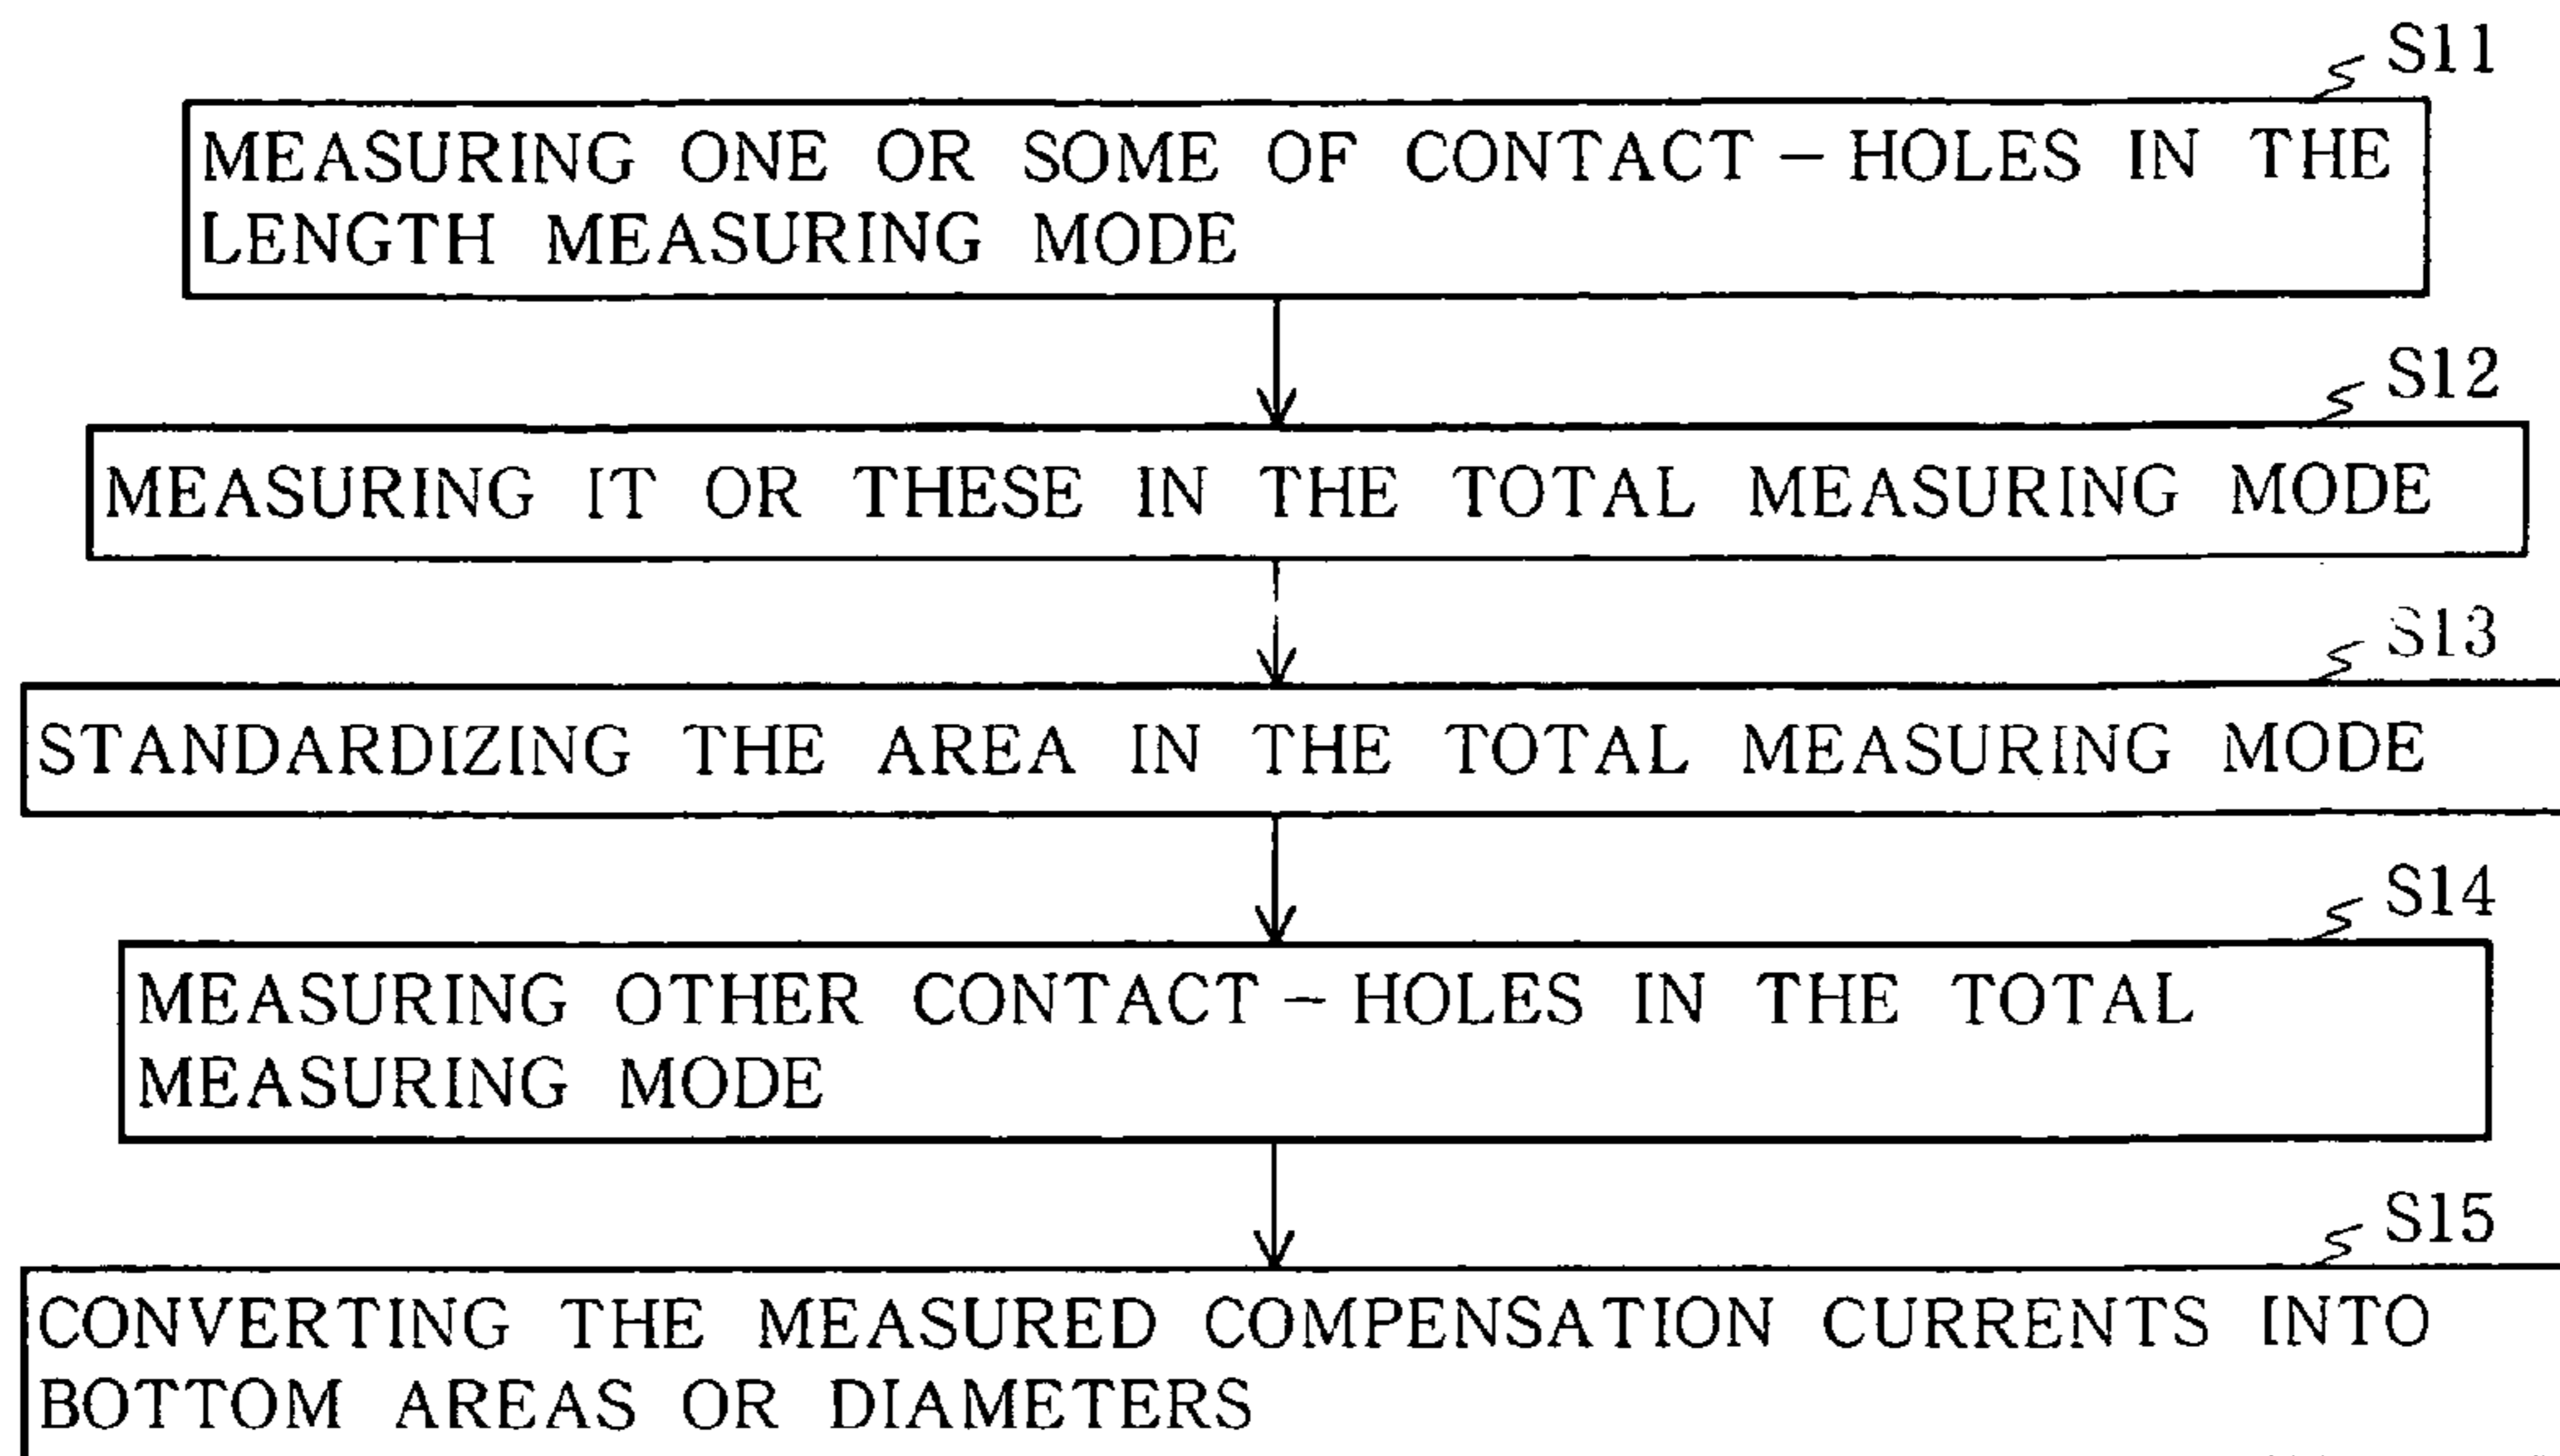 S11
MEASURING ONE OR SOME OF CONTACT-HOLES IN THE
LENGTH MEASURING MODE
S12
MEASURING IT OR THESE IN THE TOTAL MEASURING MODE
S13
STANDARDIZING THE AREA IN THE TOTAL MEASURING MODE
S14
MEASURING OTHER CONTACT-HOLES IN THE TOTAL
MEASURING MODE
S15
CONVERTING THE MEASURED COMPENSATION CURRENTS INTO
BOTTOM AREAS OR DIAMETERS